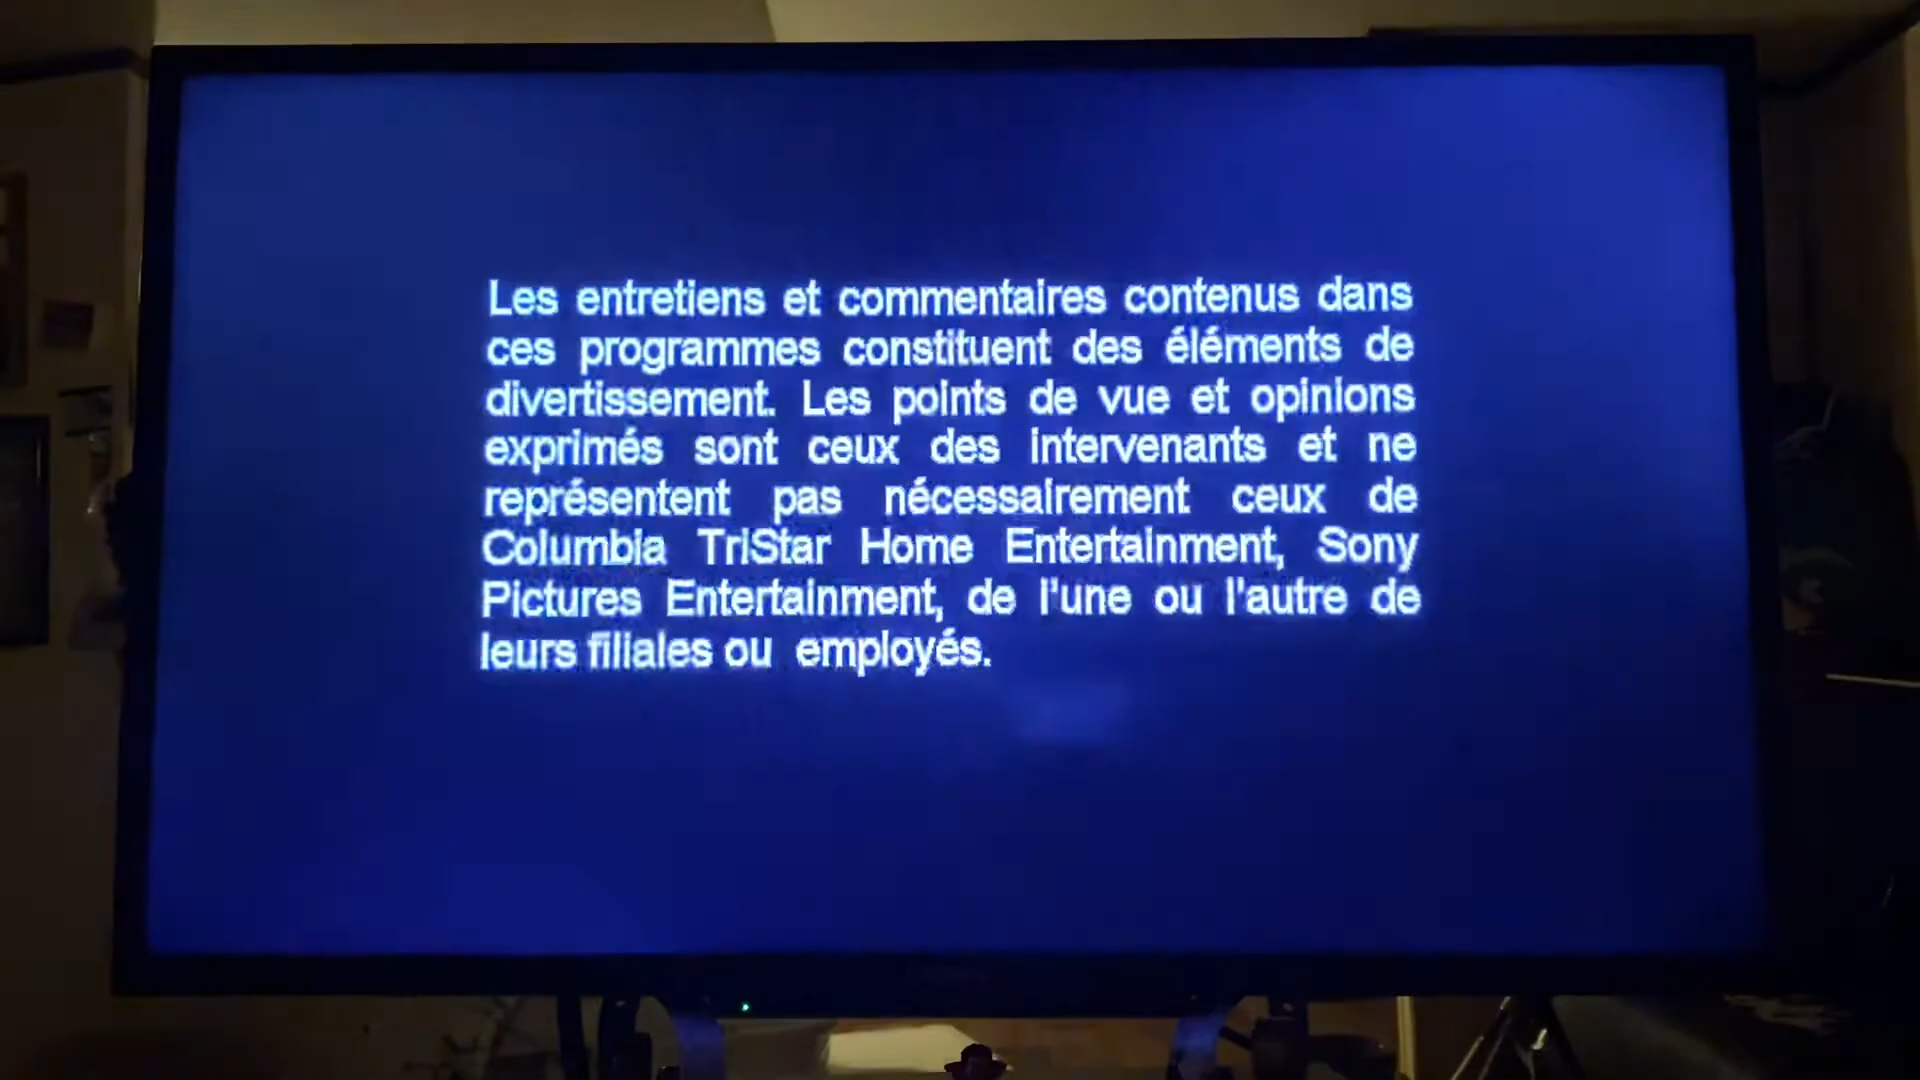 Les entretiens et commentaires contenus dans
ces programmes constituent des éléments de
divertissement. Les points de vue et opinions
exprimés sont ceux des intervenants et ne
représentent pas nécessairement ceux de
Columbia TriStar Home Entertainment, Sony
Pictures Entertainment, de l'une ou l'autre de
leurs filiales ou employés.